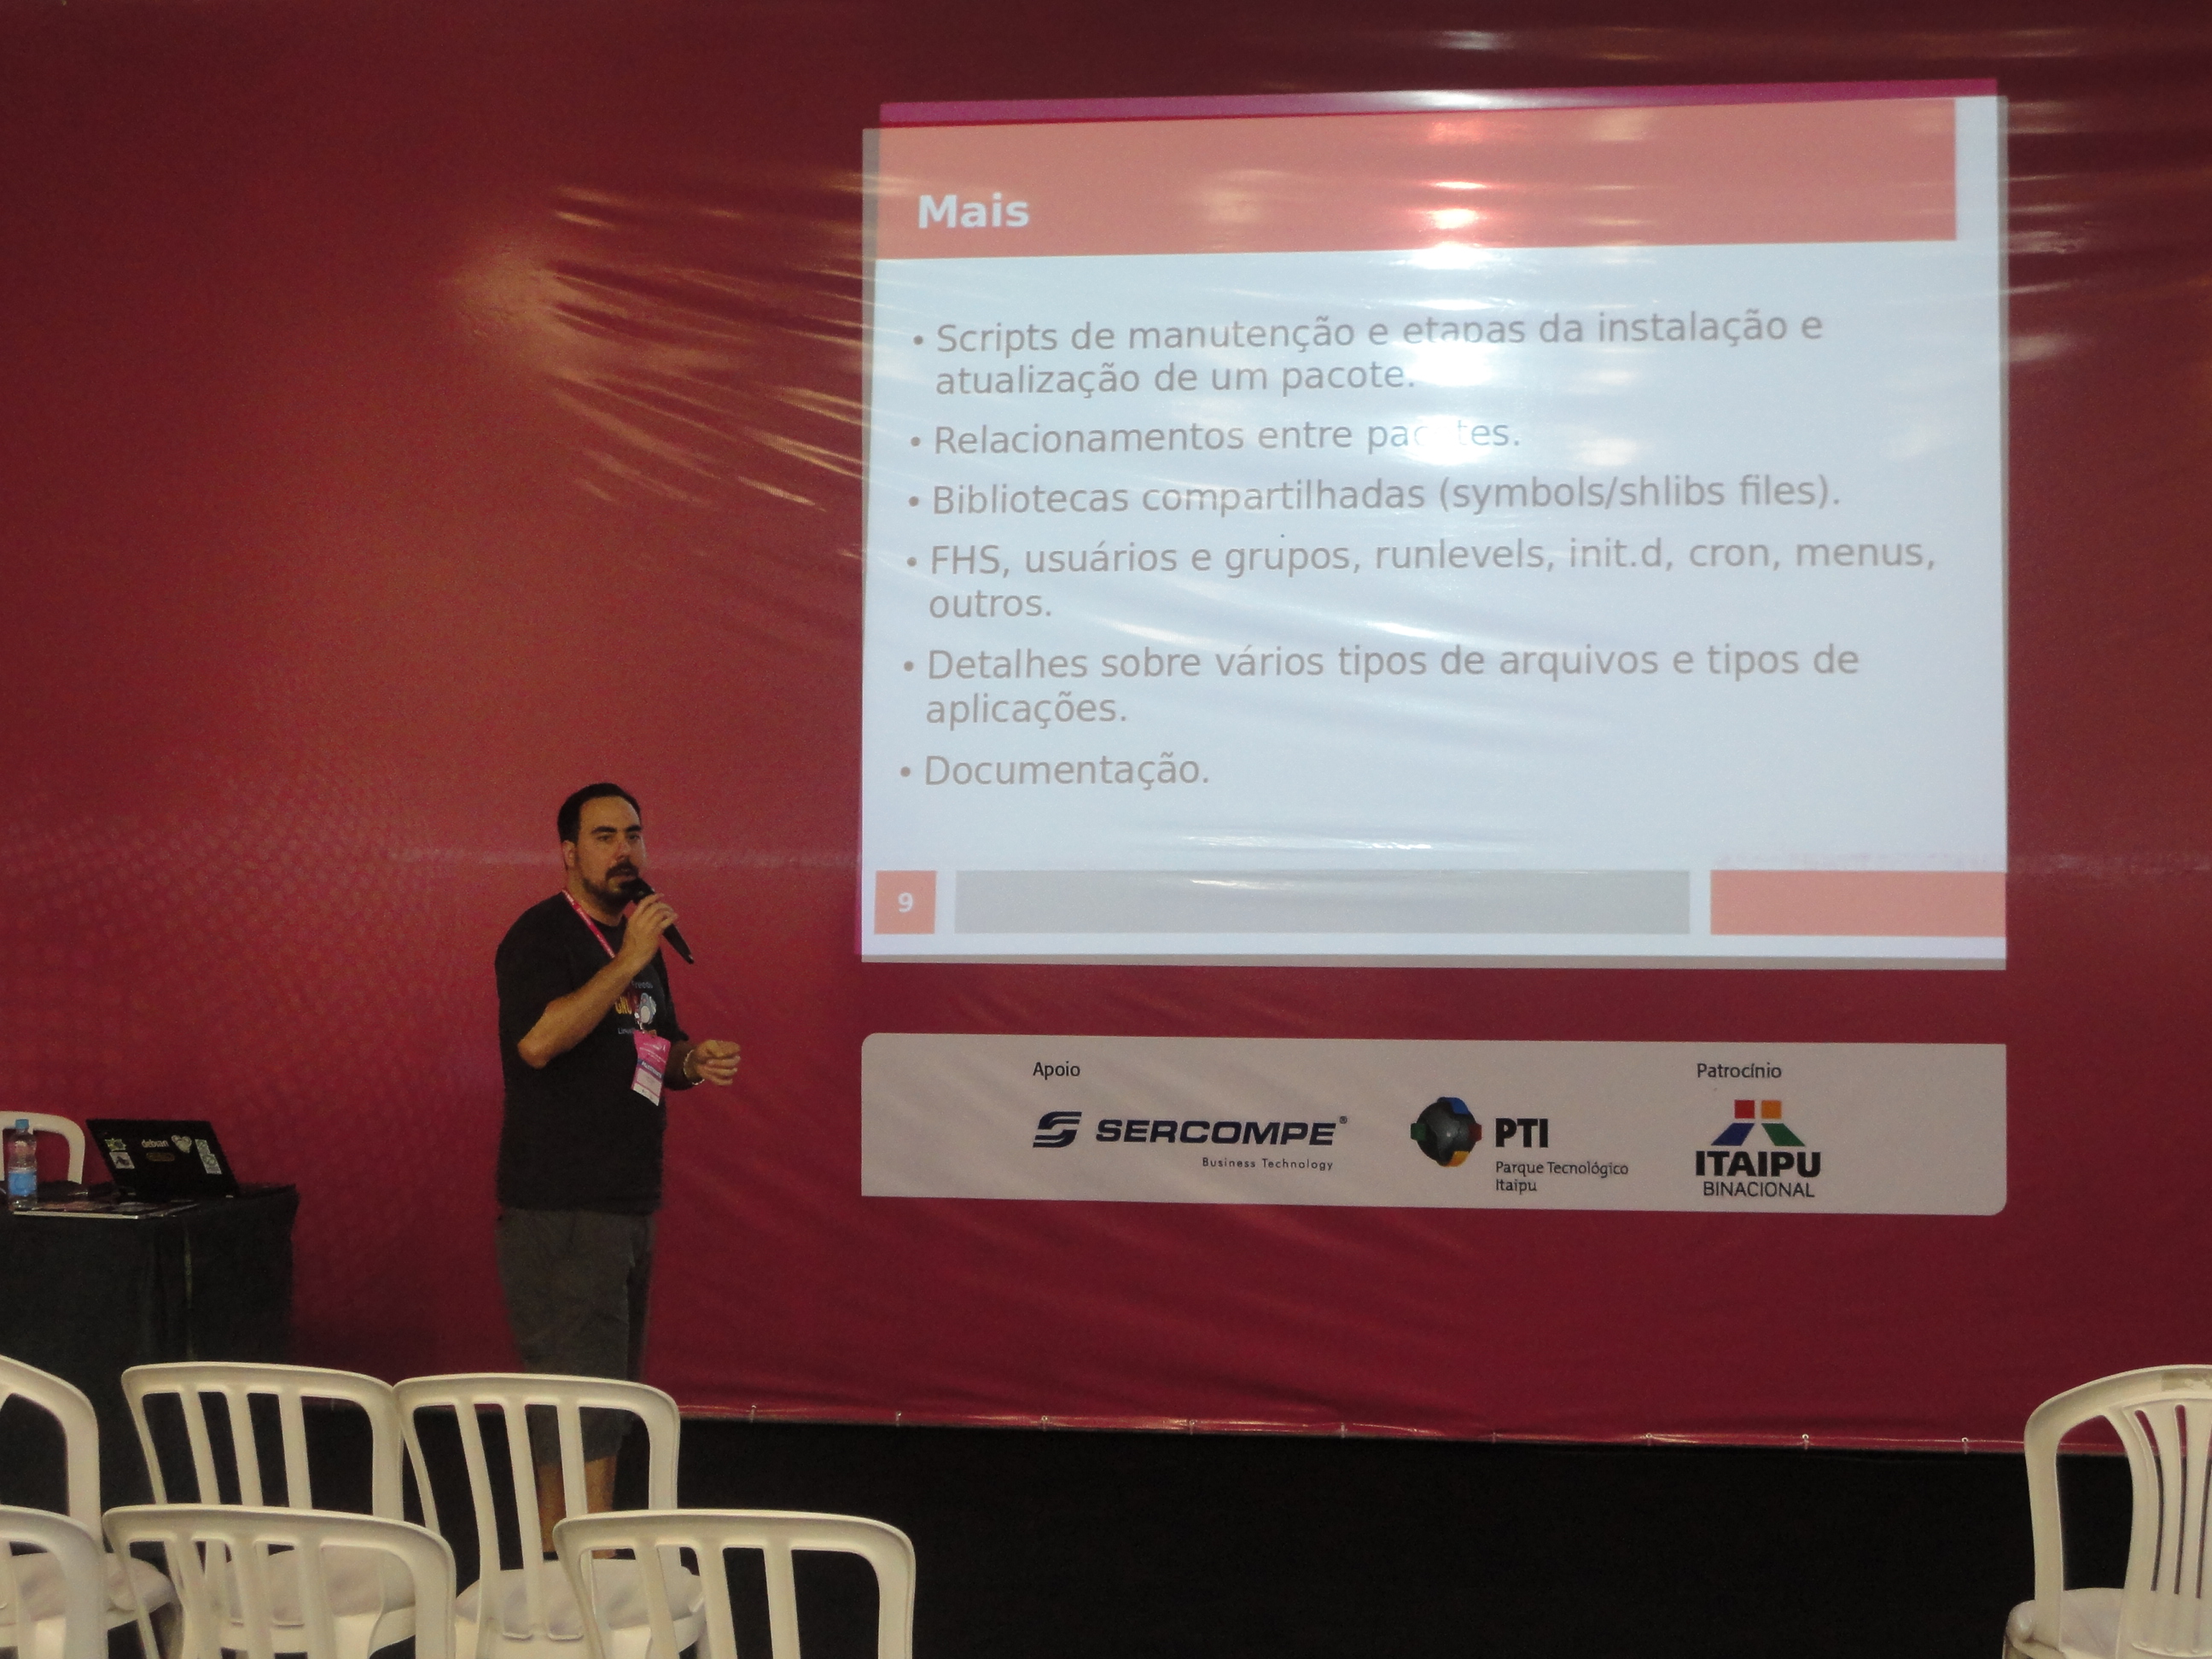 Mais
• Scripts de manutenção e etapas da instalação e
atualização de um pacote.
• Relacionamentos entre pacotes.
• Bibliotecas compartilhadas (symbols/shlibs files).
• FHS, usuários e grupos, runlevels, init.d, cron, menus,
outros.
• Detalhes sobre vários tipos de arquivos e tipos de
aplicações.
• Documentação.
9
Apoio
SERCOMPE®
Business Technology
PTI
Parque Tecnológico
Itaipu
Patrocínio
ITAIPU
BINACIONAL
debian